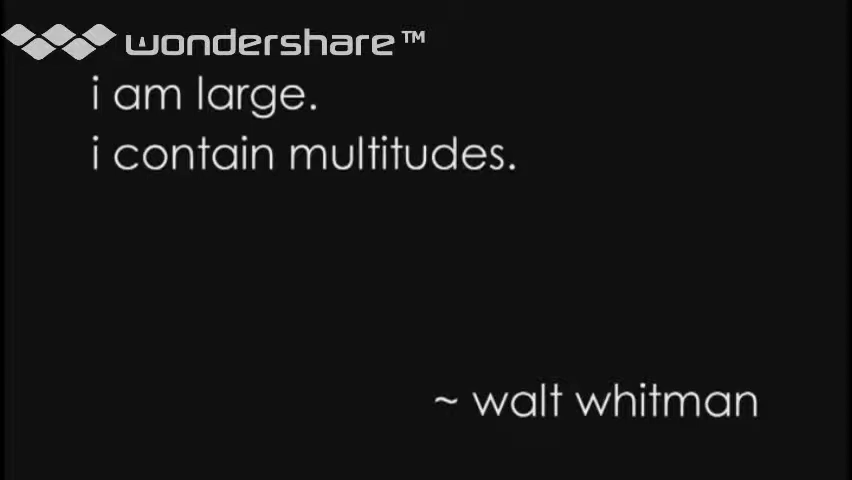 wondershare™
i am large.
i contain multitudes.
~ walt whitman